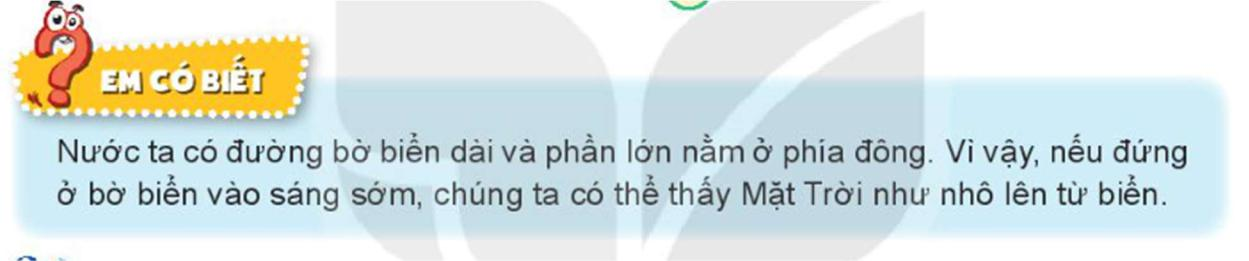 EM CÓ BIẾT
Nước ta có đường bờ biển dài và phần lớn nằm ở phía đông. Vì vậy, nếu đứng
ở bờ biển vào sáng sớm, chúng ta có thể thấy Mặt Trời như nhô lên từ biển.